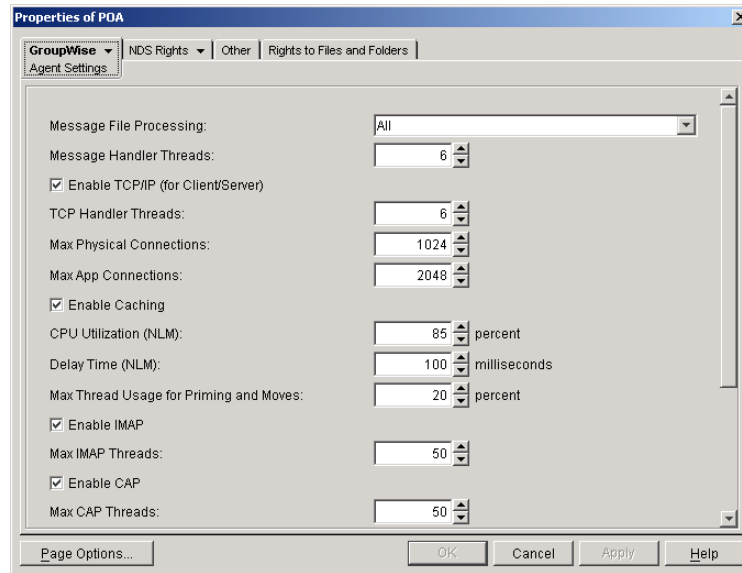 Properties of POA
GroupWise NDS Rights Other Rights to Files and Folders
Agent Settings
Message File Processing: All
Message Handler Threads: 6
Enable TCP/IP (for Client/Server)
TCP Handler Threads: 6
Max Physical Connections: 1024
Max App Connections: 2048
Enable Caching
CPU Utilization (NLM): 85 percent
Delay Time (NLM): 100 milliseconds
Max Thread Usage for Priming and Moves: 20 percent
Enable IMAP
Max IMAP Threads: 50
Enable CAP
Max CAP Threads: 50
Page Options... OK Cancel Apply Help